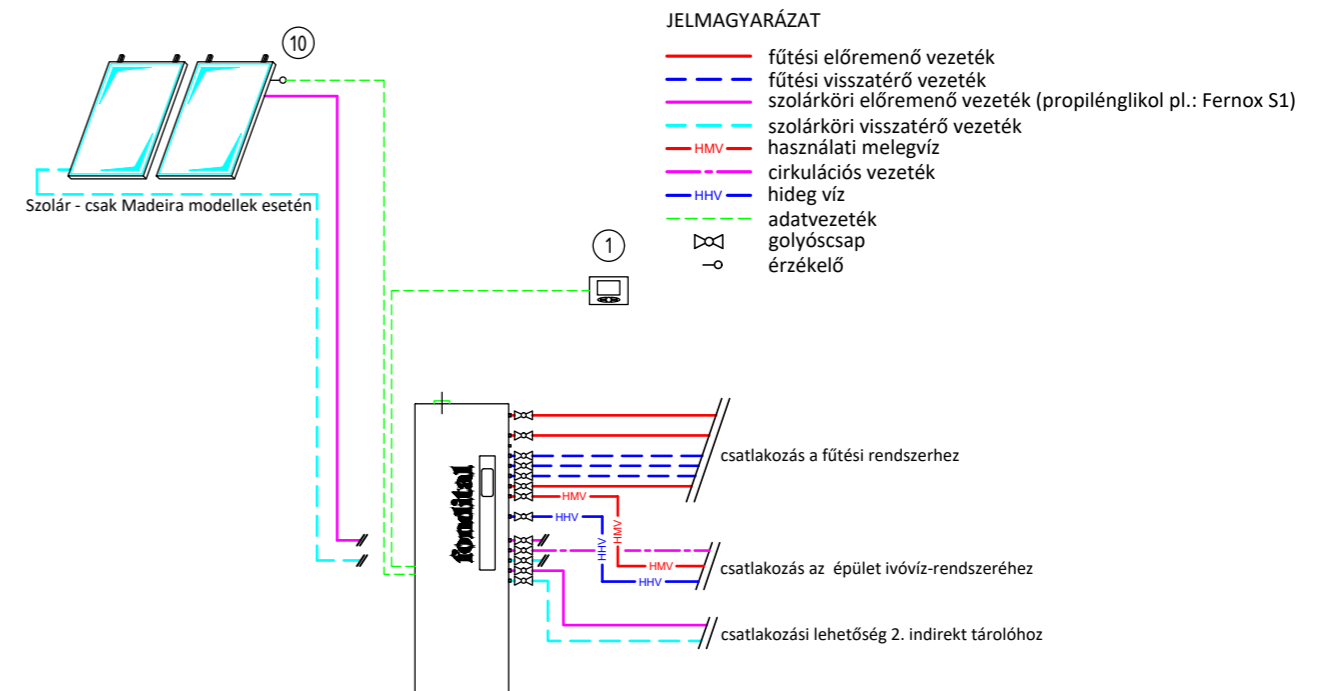 JELMAGYARÁZAT
fűtési előremenő vezeték
fűtési visszatérő vezeték
szolárköri előremenő vezeték (propilénglikol pl.: Fernox S1)
szolárköri visszatérő vezeték
HMV használati melegvíz
cirkulációs vezeték
HHV hideg víz
adatvezeték
golyóscsap
érzékelő
10
Szolár - csak Madeira modellek esetén
1
fondital
csatlakozás a fűtési rendszerhez
HMV
HHV
HMV
HHV
HMV
HHV
csatlakozás az épület ivóvíz-rendszeréhez
csatlakozási lehetőség 2. indirekt tárolóhoz